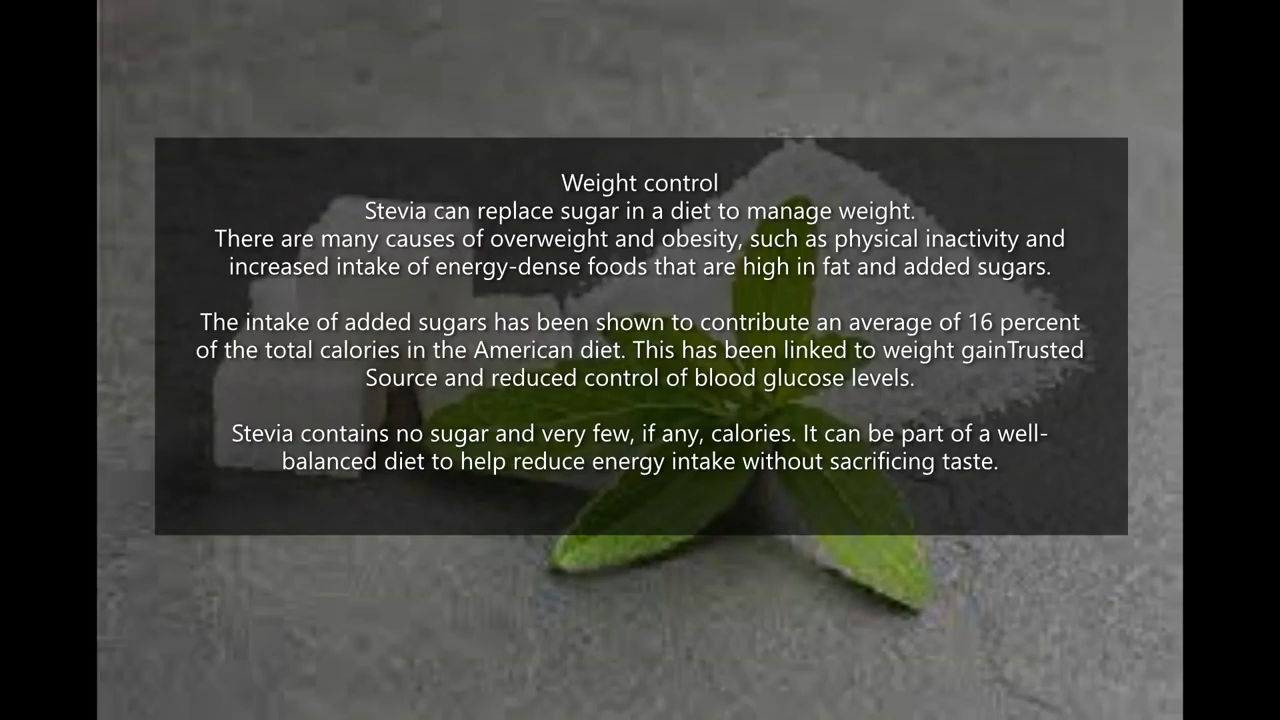 Weight control
Stevia can replace sugar in a diet to manage weight.
There are many causes of overweight and obesity, such as physical inactivity and
increased intake of energy-dense foods that are high in fat and added sugars.
The intake of added sugars has been shown to contribute an average of 16 percent
of the total calories in the American diet. This has been linked to weight gainTrusted
Source and reduced control of blood glucose levels.
Stevia contains no sugar and very few, if any, calories. It can be part of a well-
balanced diet to help reduce energy intake without sacrificing taste.